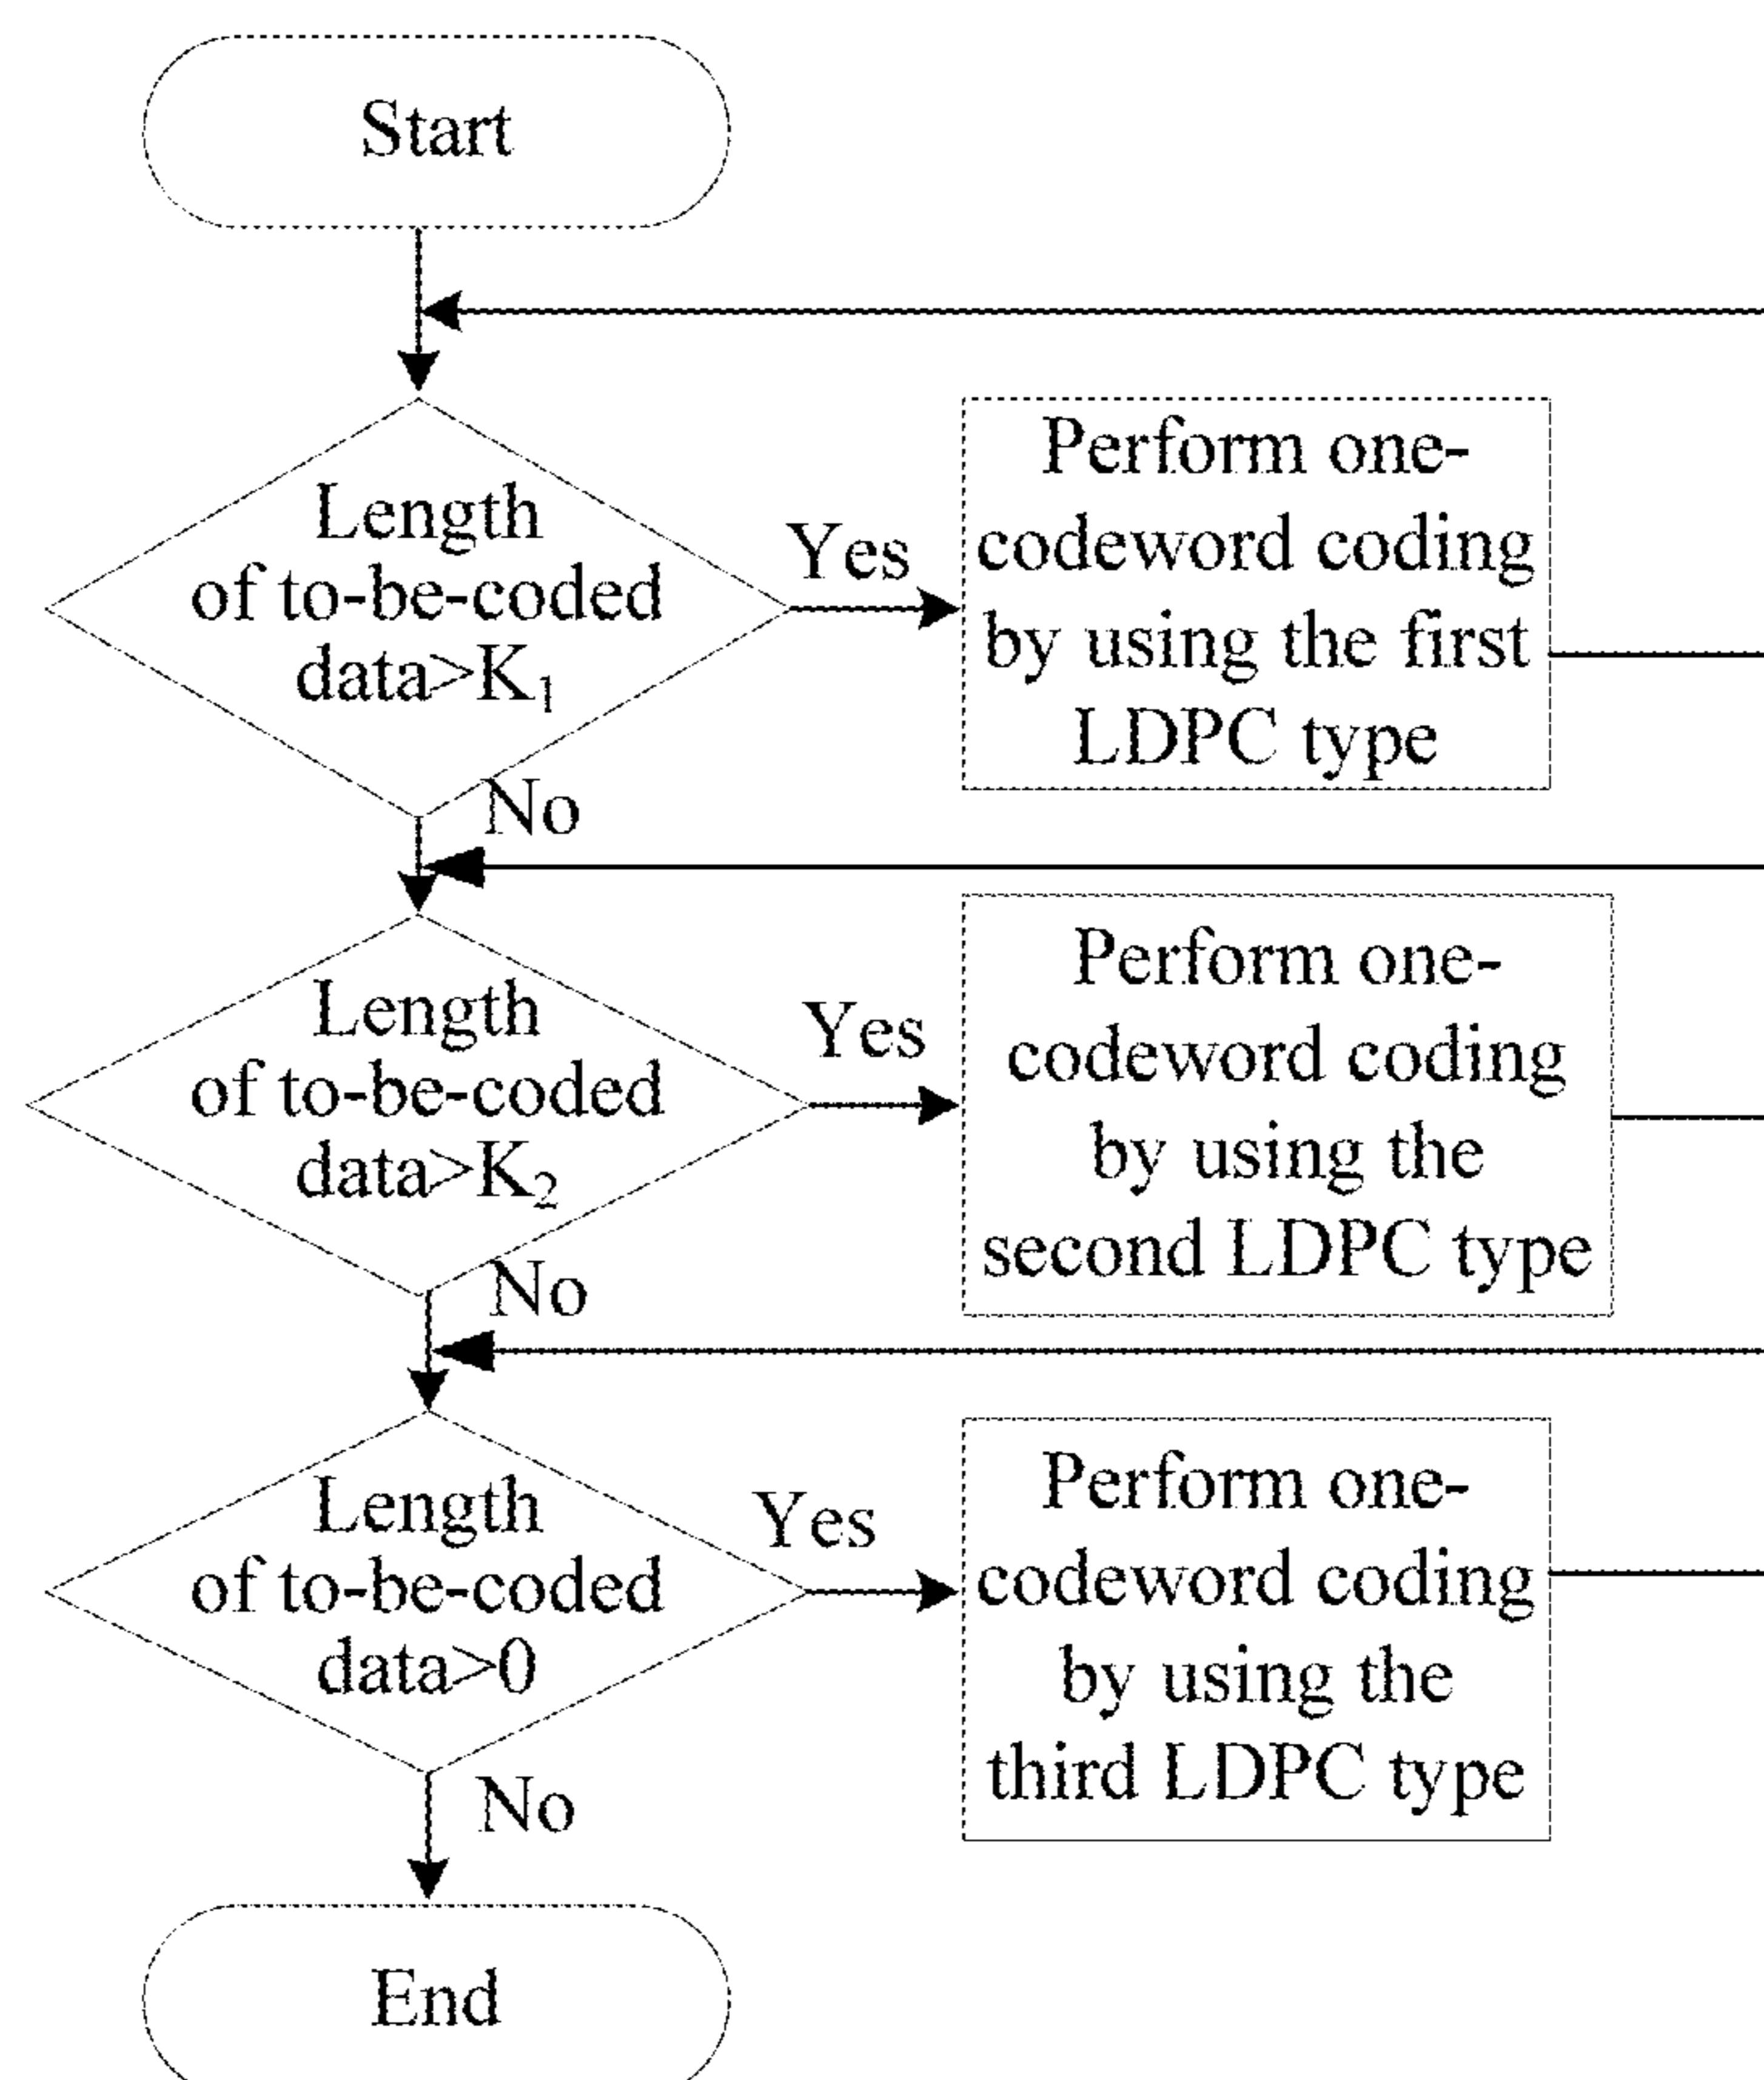 Start
Length
of to-be-coded
data>K₁
Yes
Perform one-
codeword coding
by using the first
LDPC type
No
Length
of to-be-coded
data>K₂
Yes
Perform one-
codeword coding
by using the
second LDPC type
No
Length
of to-be-coded
data>0
Yes
Perform one-
codeword coding
by using the
third LDPC type
No
End